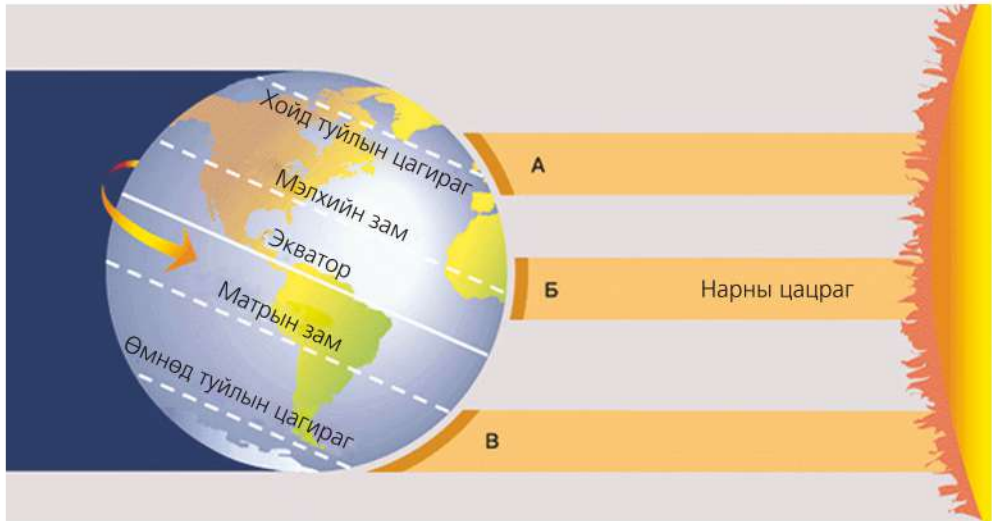 Хойд туйлын цагираг
Мэлхийн зам
Экватор
Матрын зам
Өмнөд туйлын цагираг
А
Б
Нарны цацраг
В